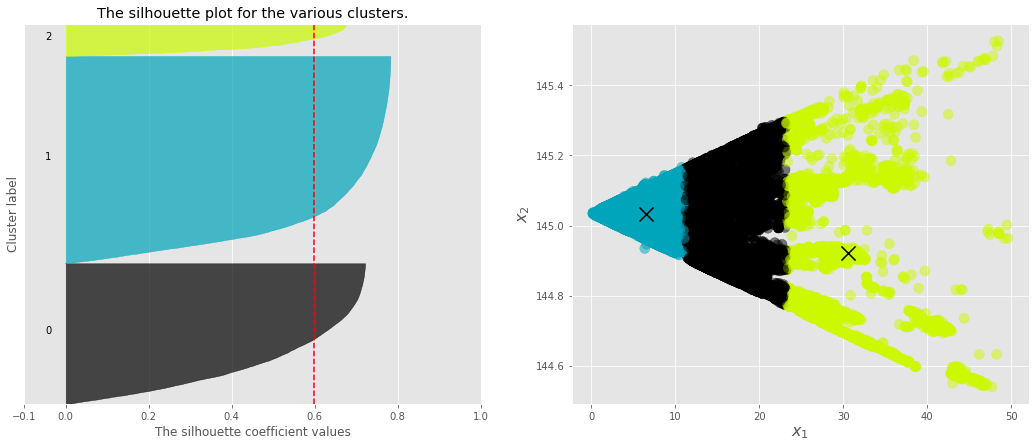 The silhouette plot for the various clusters.
Cluster label
2
1
0
−0.1 0.0 0.2 0.4 0.6 0.8 1.0
The silhouette coefficient values
x₂
145.4
145.2
145.0
144.8
144.6
0 10 20 30 40 50
x₁